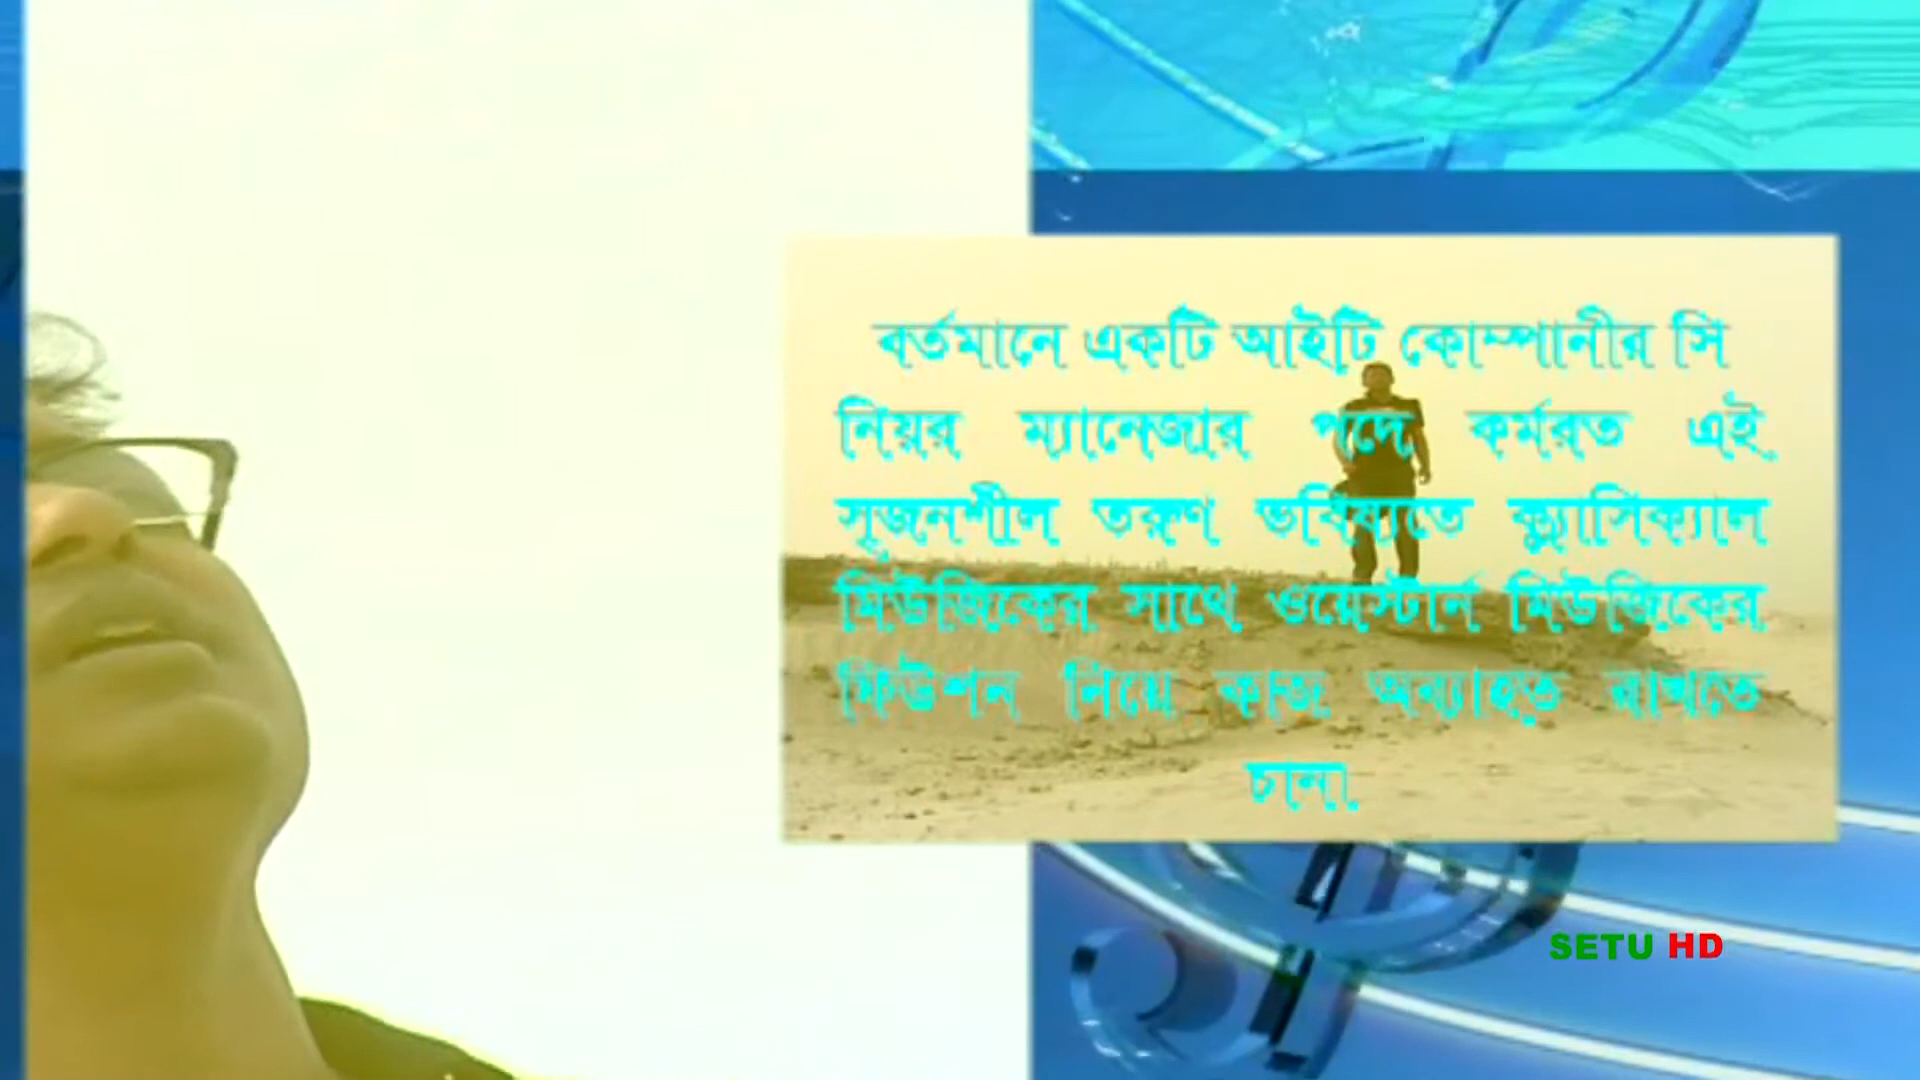 বর্তমানে একটি আইটি কোম্পানীর সি
নিয়র ম্যানেজার পদে কর্মরত এই
সৃজনশীল তরুণ ভবিষ্যতে ক্ল্যাসিক্যাল
মিউজিকের সাথে ওয়েস্টার্ন মিউজিকের
ফিউশন নিয়ে কাজ অব্যাহত রাখতে
চান।
SETU HD